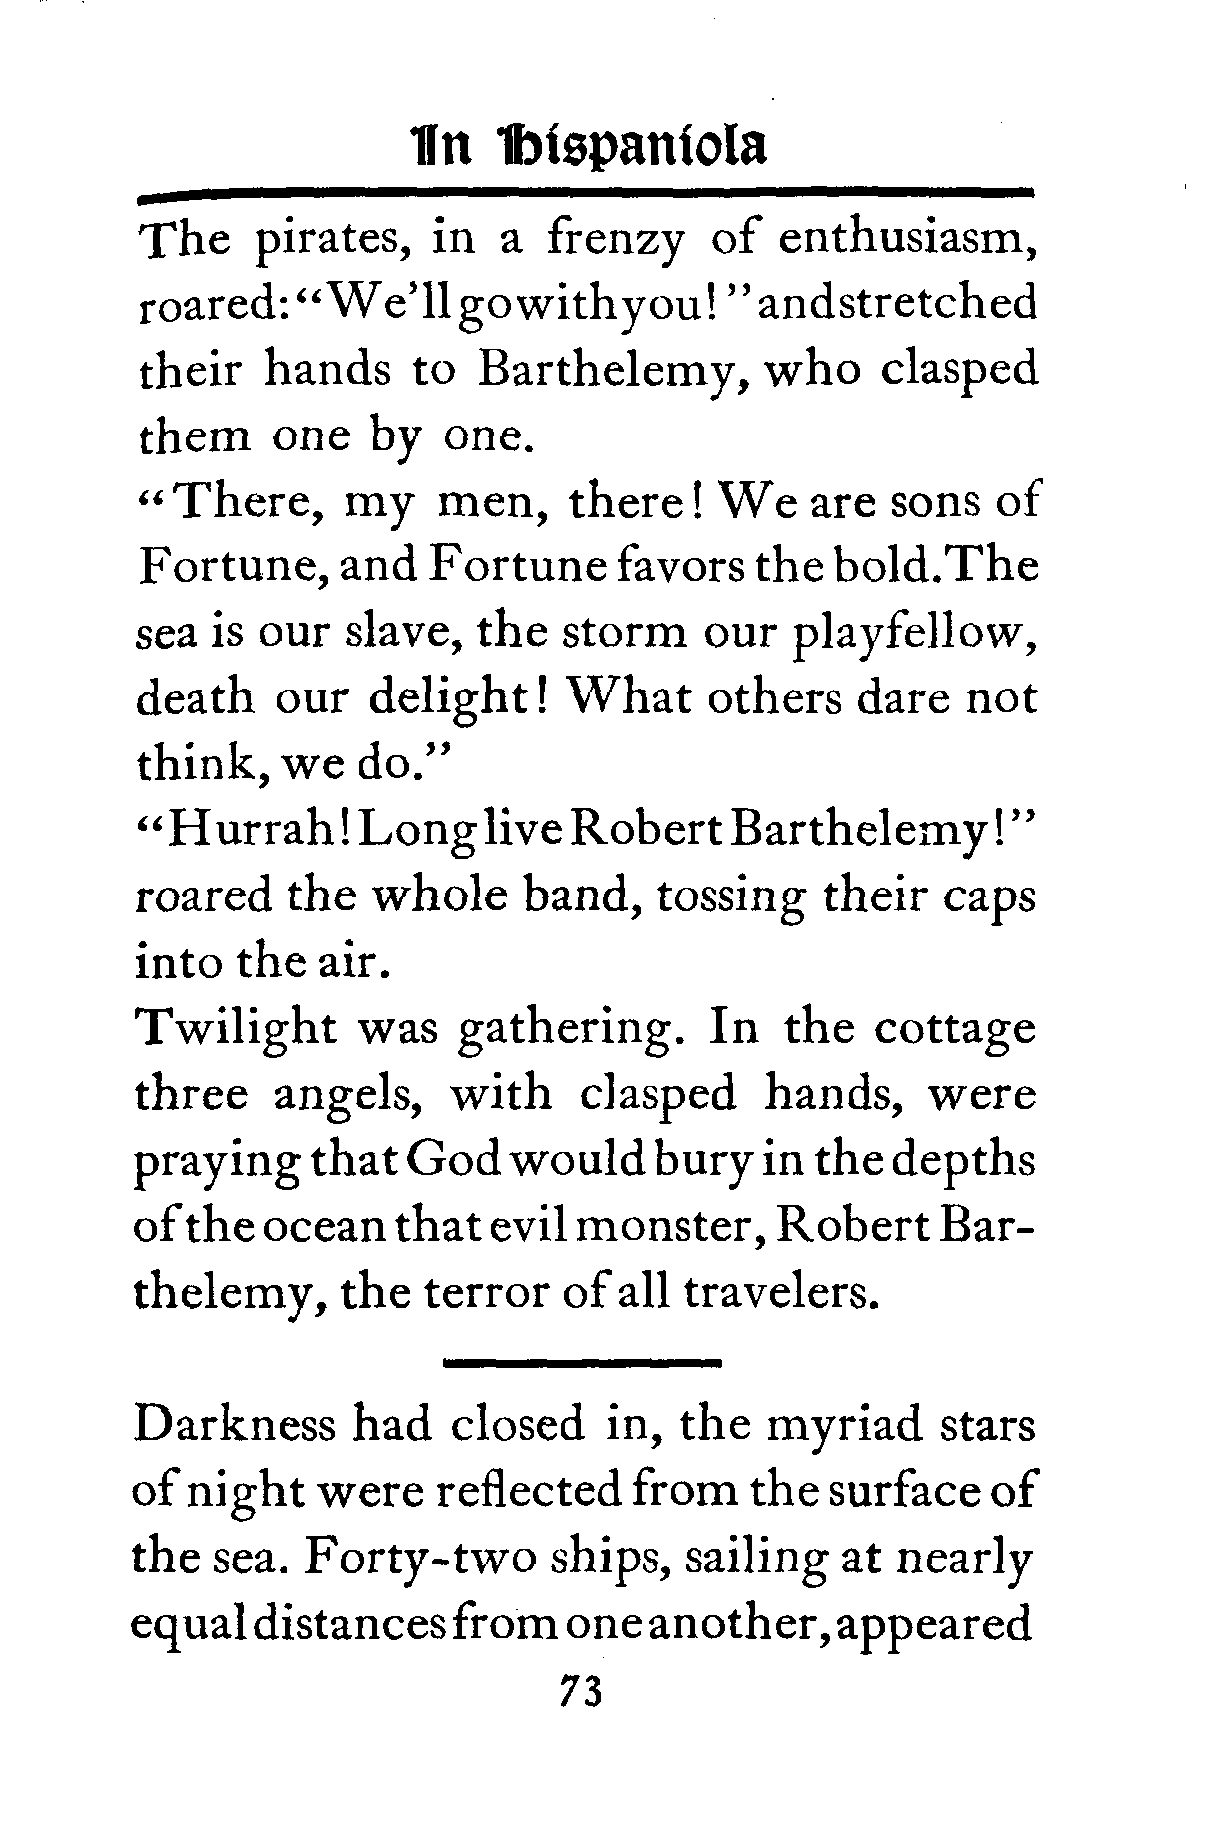 In Hispaniola
The pirates, in a frenzy of enthusiasm,
roared: “We’ll go with you!” and stretched
their hands to Barthelemy, who clasped
them one by one.
“There, my men, there! We are sons of
Fortune, and Fortune favors the bold. The
sea is our slave, the storm our playfellow,
death our delight! What others dare not
think, we do.”
“Hurrah! Long live Robert Barthelemy!”
roared the whole band, tossing their caps
into the air.
Twilight was gathering. In the cottage
three angels, with clasped hands, were
praying that God would bury in the depths
of the ocean that evil monster, Robert Bar-
thelemy, the terror of all travelers.
Darkness had closed in, the myriad stars
of night were reflected from the surface of
the sea. Forty-two ships, sailing at nearly
equal distances from one another, appeared
73